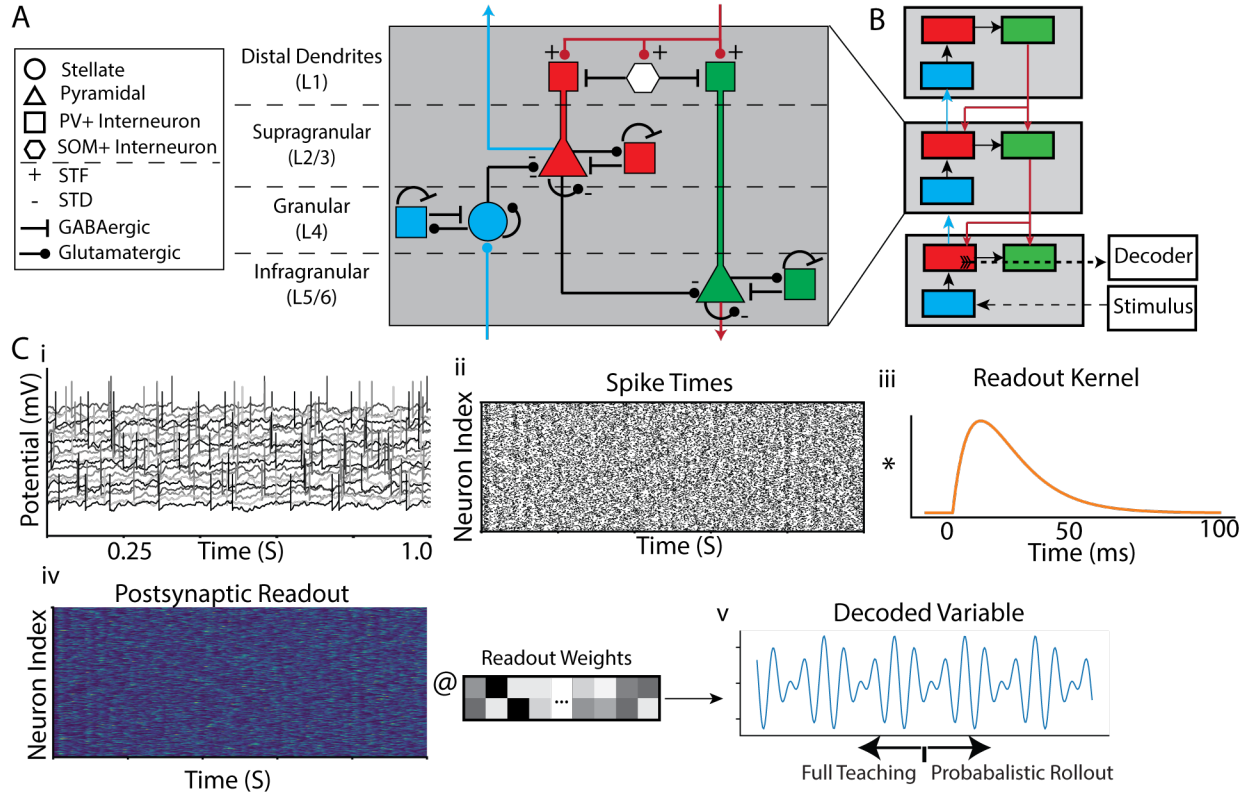 A
Stellate
Pyramidal
PV+ Interneuron
SOM+ Interneuron
+ STF
- STD
GABAergic
Glutamatergic
Distal Dendrites
(L1)
Supragranular
(L2/3)
Granular
(L4)
Infragranular
(L5/6)
+ + +
- - -
-
- -
B
Decoder
Stimulus
C
i
Potential (mV)
0.25 Time (S) 1.0
ii
Spike Times
Neuron Index
Time (S)
*
iii
Readout Kernel
0 50 100
Time (ms)
iv
Postsynaptic Readout
Neuron Index
Time (S)
@
Readout Weights
...
v
Decoded Variable
Full Teaching
Probabalistic Rollout